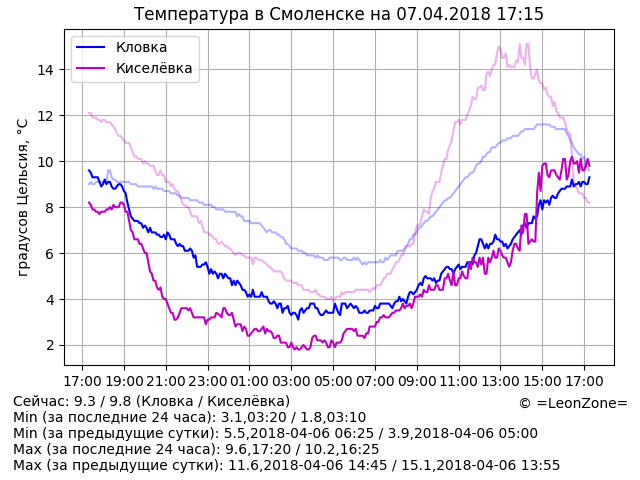 Температура в Смоленске на 07.04.2018 17:15
Кловка
Киселёвка
градусов Цельсия, °C
14
12
10
8
6
4
2
17:00 19:00 21:00 23:00 01:00 03:00 05:00 07:00 09:00 11:00 13:00 15:00 17:00
Сейчас: 9.3 / 9.8 (Кловка / Киселёвка)
© =LeonZone=
Min (за последние 24 часа): 3.1,03:20 / 1.8,03:10
Min (за предыдущие сутки): 5.5,2018-04-06 06:25 / 3.9,2018-04-06 05:00
Max (за последние 24 часа): 9.6,17:20 / 10.2,16:25
Max (за предыдущие сутки): 11.6,2018-04-06 14:45 / 15.1,2018-04-06 13:55